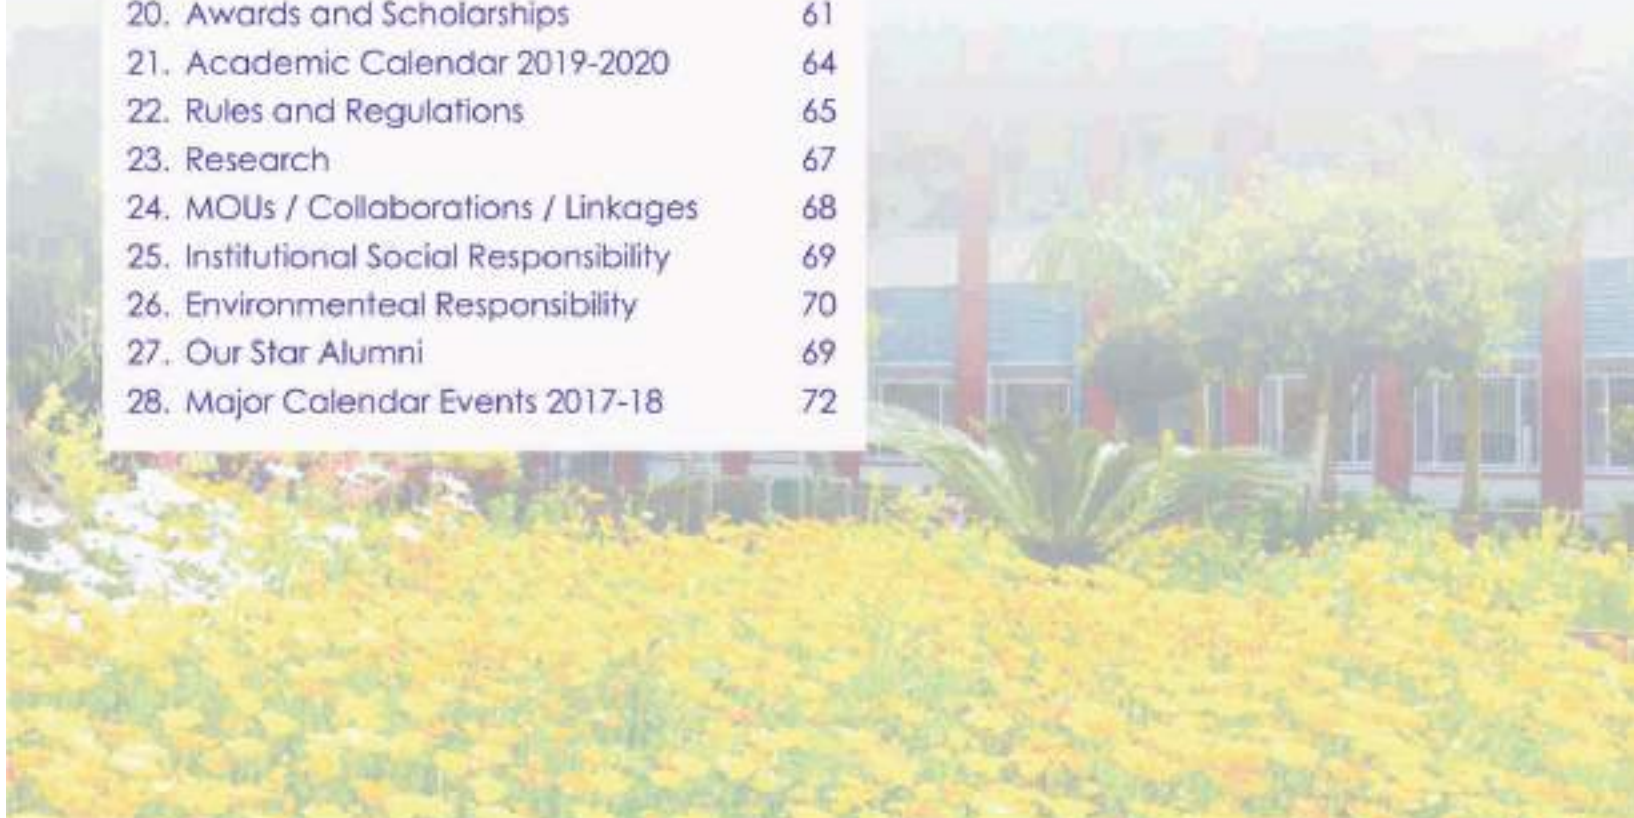 20. Awards and Scholarships 61
21. Academic Calendar 2019-2020 64
22. Rules and Regulations 65
23. Research 67
24. MOUs / Collaborations / Linkages 68
25. Institutional Social Responsibility 69
26. Environmenteal Responsibility 70
27. Our Star Alumni 69
28. Major Calendar Events 2017-18 72